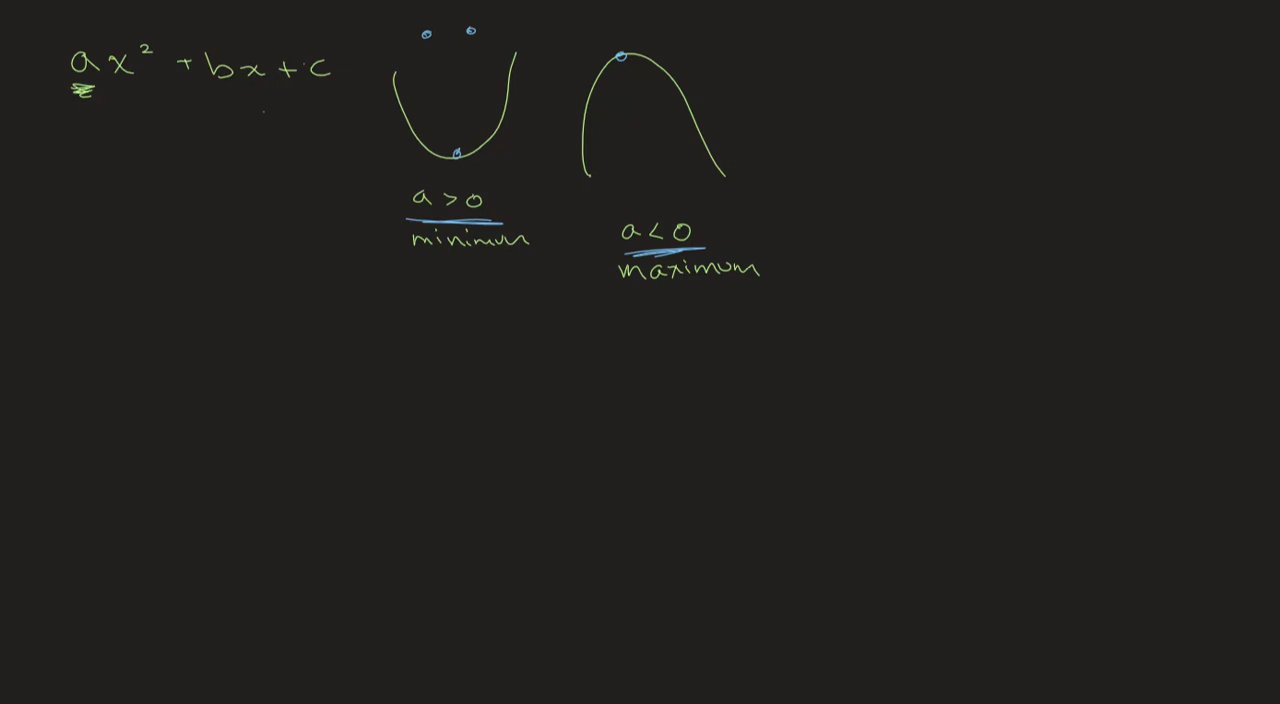 ax² + bx + c
a > 0
minimum
a < 0
maximum